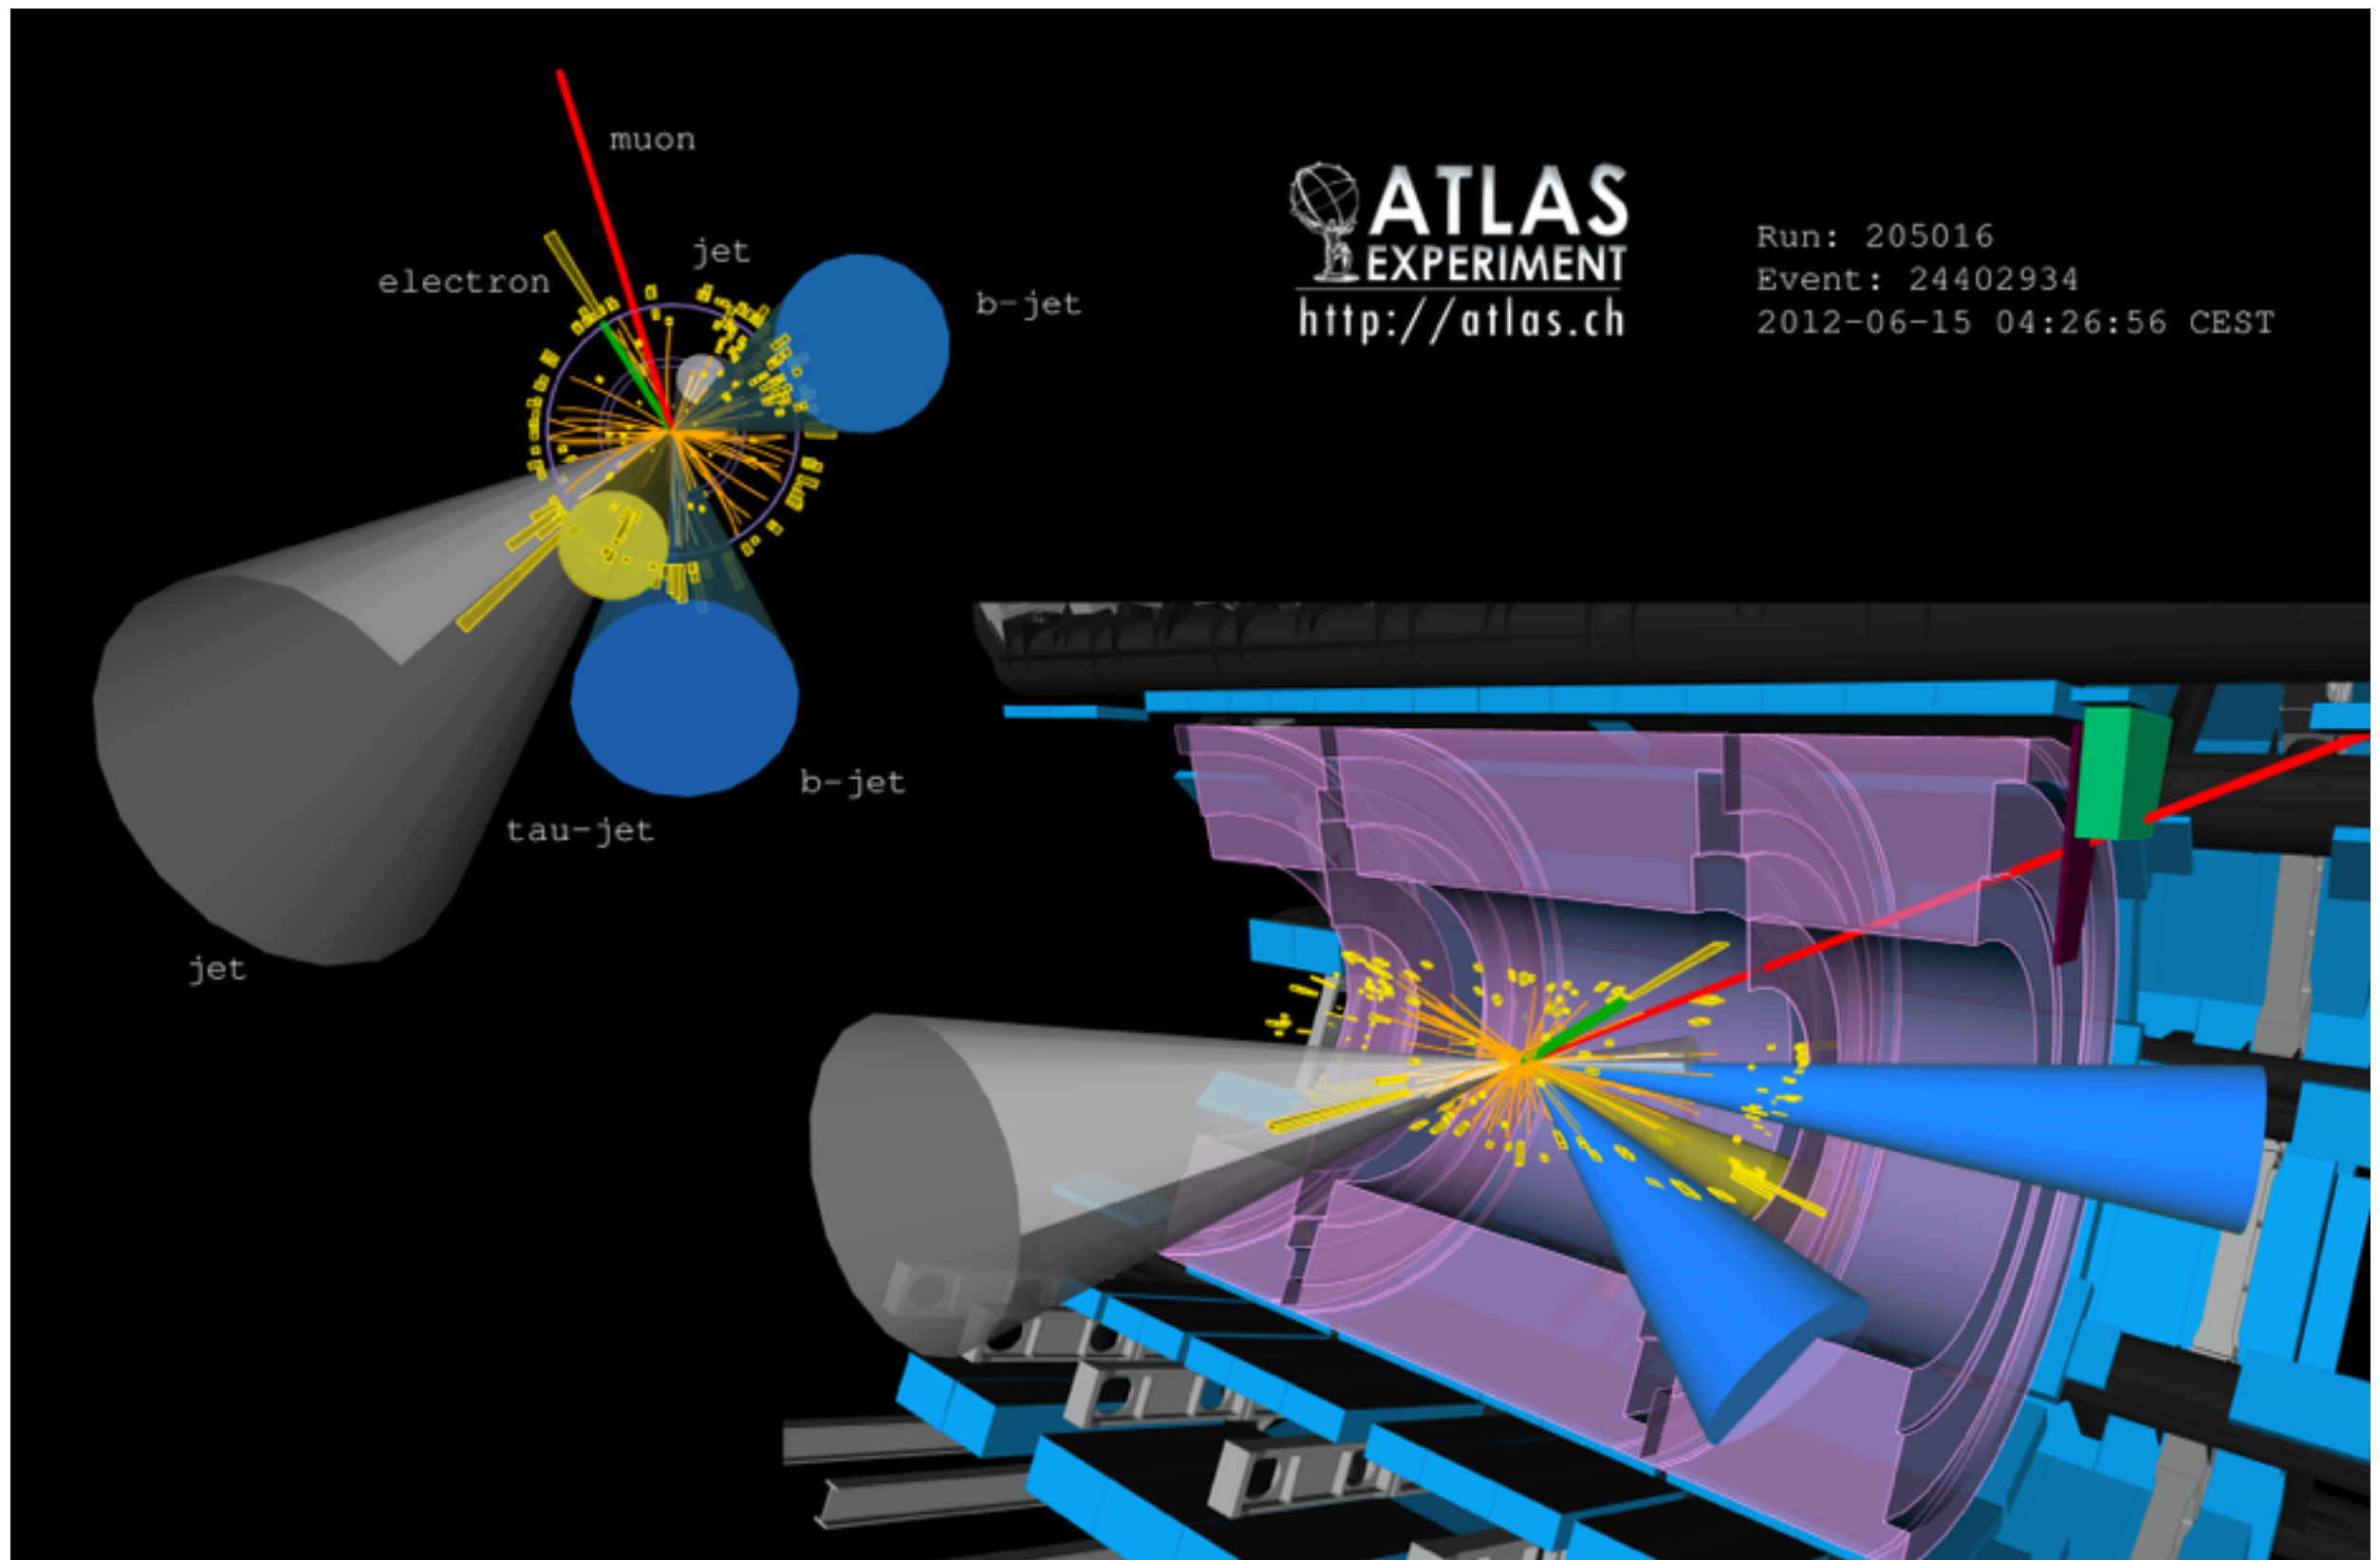 muon
electron
jet
b-jet
b-jet
tau-jet
jet
ATLAS
EXPERIMENT
http://atlas.ch
Run: 205016
Event: 24402934
2012-06-15 04:26:56 CEST